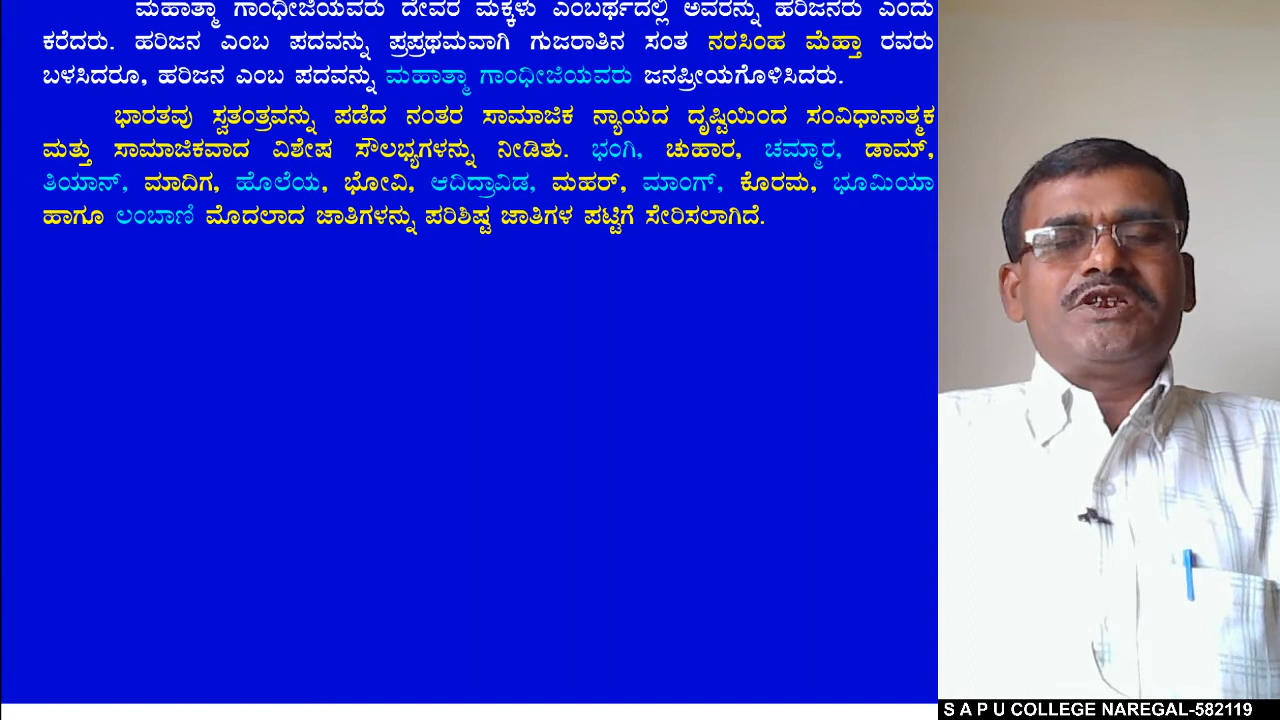 ಮಹಾತ್ಮಾ ಗಾಂಧೀಜಿಯವರು ದೇವರ ಮಕ್ಕಳು ಎಂಬರ್ಥದಲ್ಲಿ ಅವರನ್ನು ಹರಿಜನರು ಎಂದು
ಕರೆದರು. ಹರಿಜನ ಎಂಬ ಪದವನ್ನು ಪ್ರಪ್ರಥಮವಾಗಿ ಗುಜರಾತಿನ ಸಂತ ನರಸಿಂಹ ಮೆಹ್ತಾ ರವರು
ಬಳಸಿದರೂ, ಹರಿಜನ ಎಂಬ ಪದವನ್ನು ಮಹಾತ್ಮಾ ಗಾಂಧೀಜಿಯವರು ಜನಪ್ರೀಯಗೊಳಿಸಿದರು.
ಭಾರತವು ಸ್ವತಂತ್ರವನ್ನು ಪಡೆದ ನಂತರ ಸಾಮಾಜಿಕ ನ್ಯಾಯದ ದೃಷ್ಟಿಯಿಂದ ಸಂವಿಧಾನಾತ್ಮಕ
ಮತ್ತು ಸಾಮಾಜಿಕವಾದ ವಿಶೇಷ ಸೌಲಭ್ಯಗಳನ್ನು ನೀಡಿತು. ಭಂಗಿ, ಚುಹಾರ, ಚಮ್ಮಾರ, ಡಾಮ್,
ತಿಯಾನ್, ಮಾದಿಗ, ಹೊಲೆಯ, ಭೋವಿ, ಆದಿದ್ರಾವಿಡ, ಮಹರ್, ಮಾಂಗ್, ಕೊರಮ, ಭೂಮಿಯಾ
ಹಾಗೂ ಲಂಬಾಣಿ ಮೊದಲಾದ ಜಾತಿಗಳನ್ನು ಪರಿಶಿಷ್ಟ ಜಾತಿಗಳ ಪಟ್ಟಿಗೆ ಸೇರಿಸಲಾಗಿದೆ.
S A P U COLLEGE NAREGAL-582119